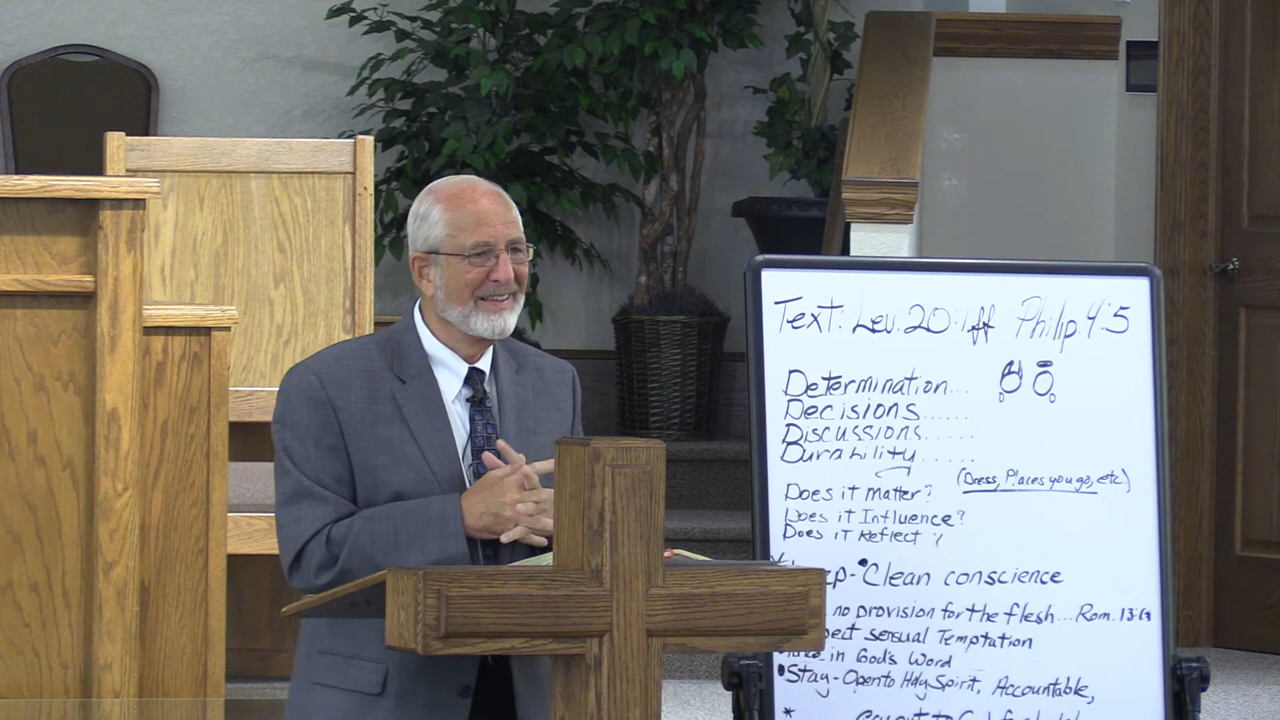 Text: Lev. 20:1ff Philip 4:5
Determination...
Decisions......
Discussions.....
Durability......
Does it Matter? (Dress, Places you go, etc)
Does it Influence?
Does it Reflect ?
Clean conscience
no provision for the flesh... Rom. 13:14
sensual Temptation
in God's Word
Stay-Open to Holy Spirit, Accountable,
*